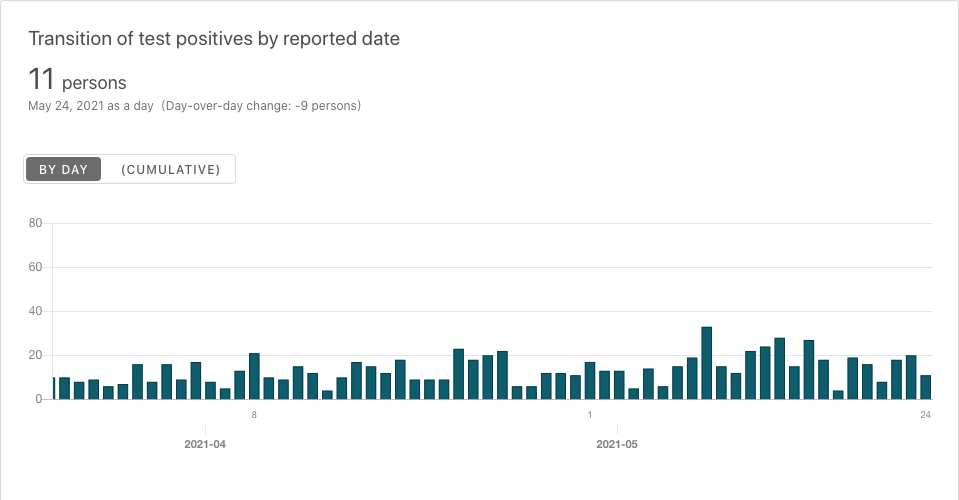 Transition of test positives by reported date
11 persons
May 24, 2021 as a day (Day-over-day change: -9 persons)
BY DAY (CUMULATIVE)
80
60
40
20
0
8 1 24
2021-04 2021-05